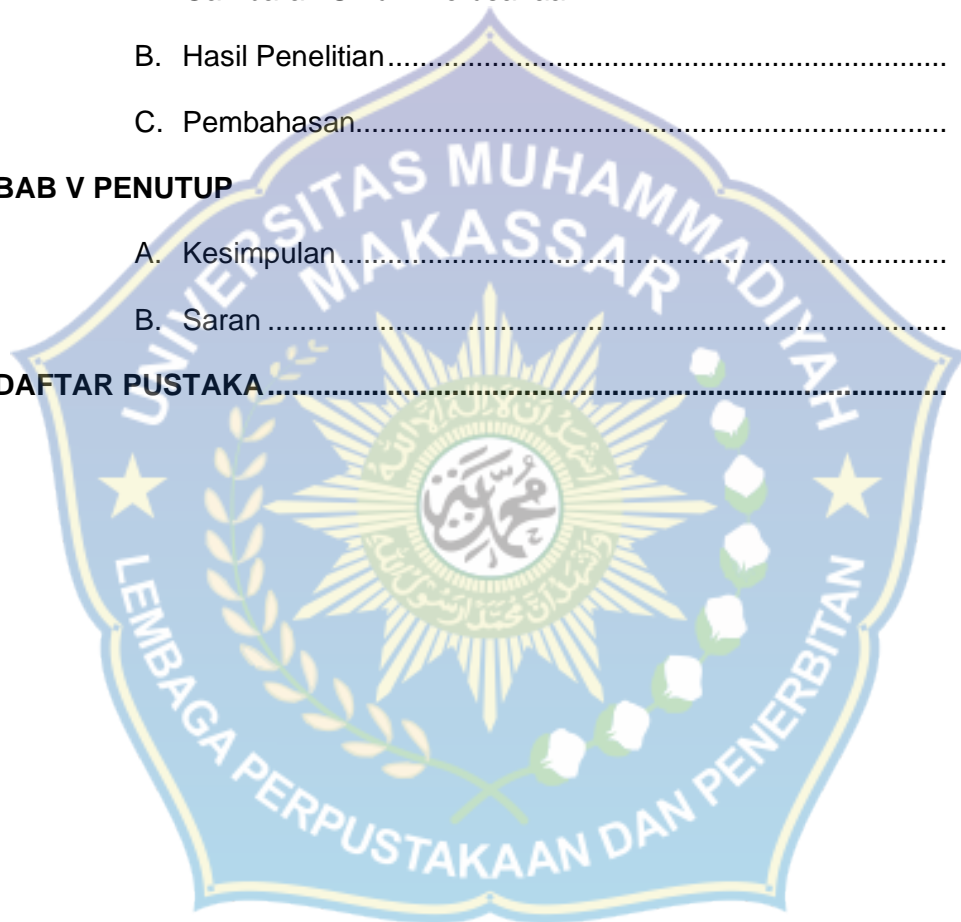 B. Hasil Penelitian......................................................................
C. Pembahasan..........................................................................
BAB V PENUTUP
A. Kesimpulan............................................................................
B. Saran.....................................................................................
DAFTAR PUSTAKA.....................................................................................
UNIVERSITAS MUHAMMADIYAH
MAKASSAR
LEMBAGA PERPUSTAKAAN DAN PENERBITAN